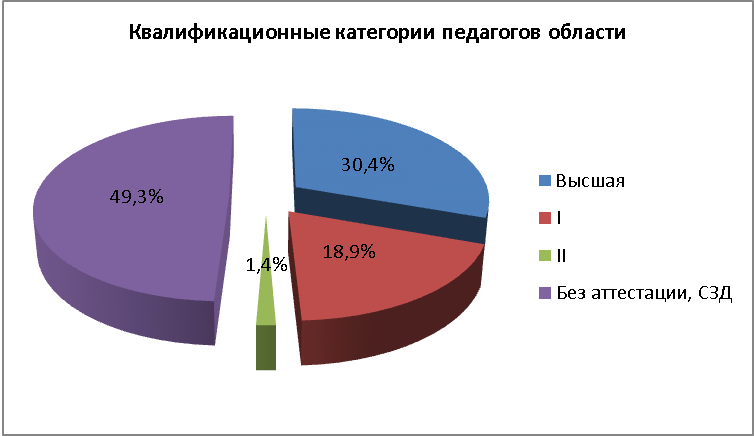 Квалификационные категории педагогов области
30,4%
49,3%
18,9%
1,4%
Высшая
I
II
Без аттестации, СЗД